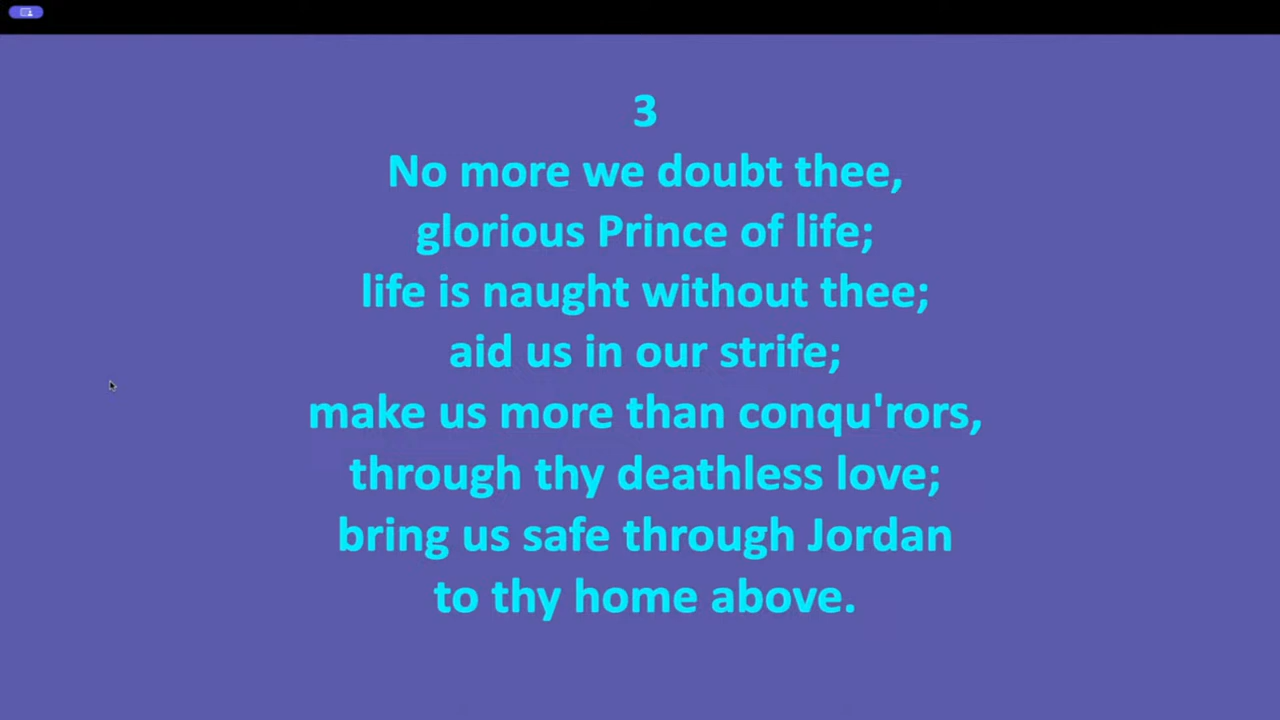 3
No more we doubt thee,
glorious Prince of life;
life is naught without thee;
aid us in our strife;
make us more than conqu'rors,
through thy deathless love;
bring us safe through Jordan
to thy home above.